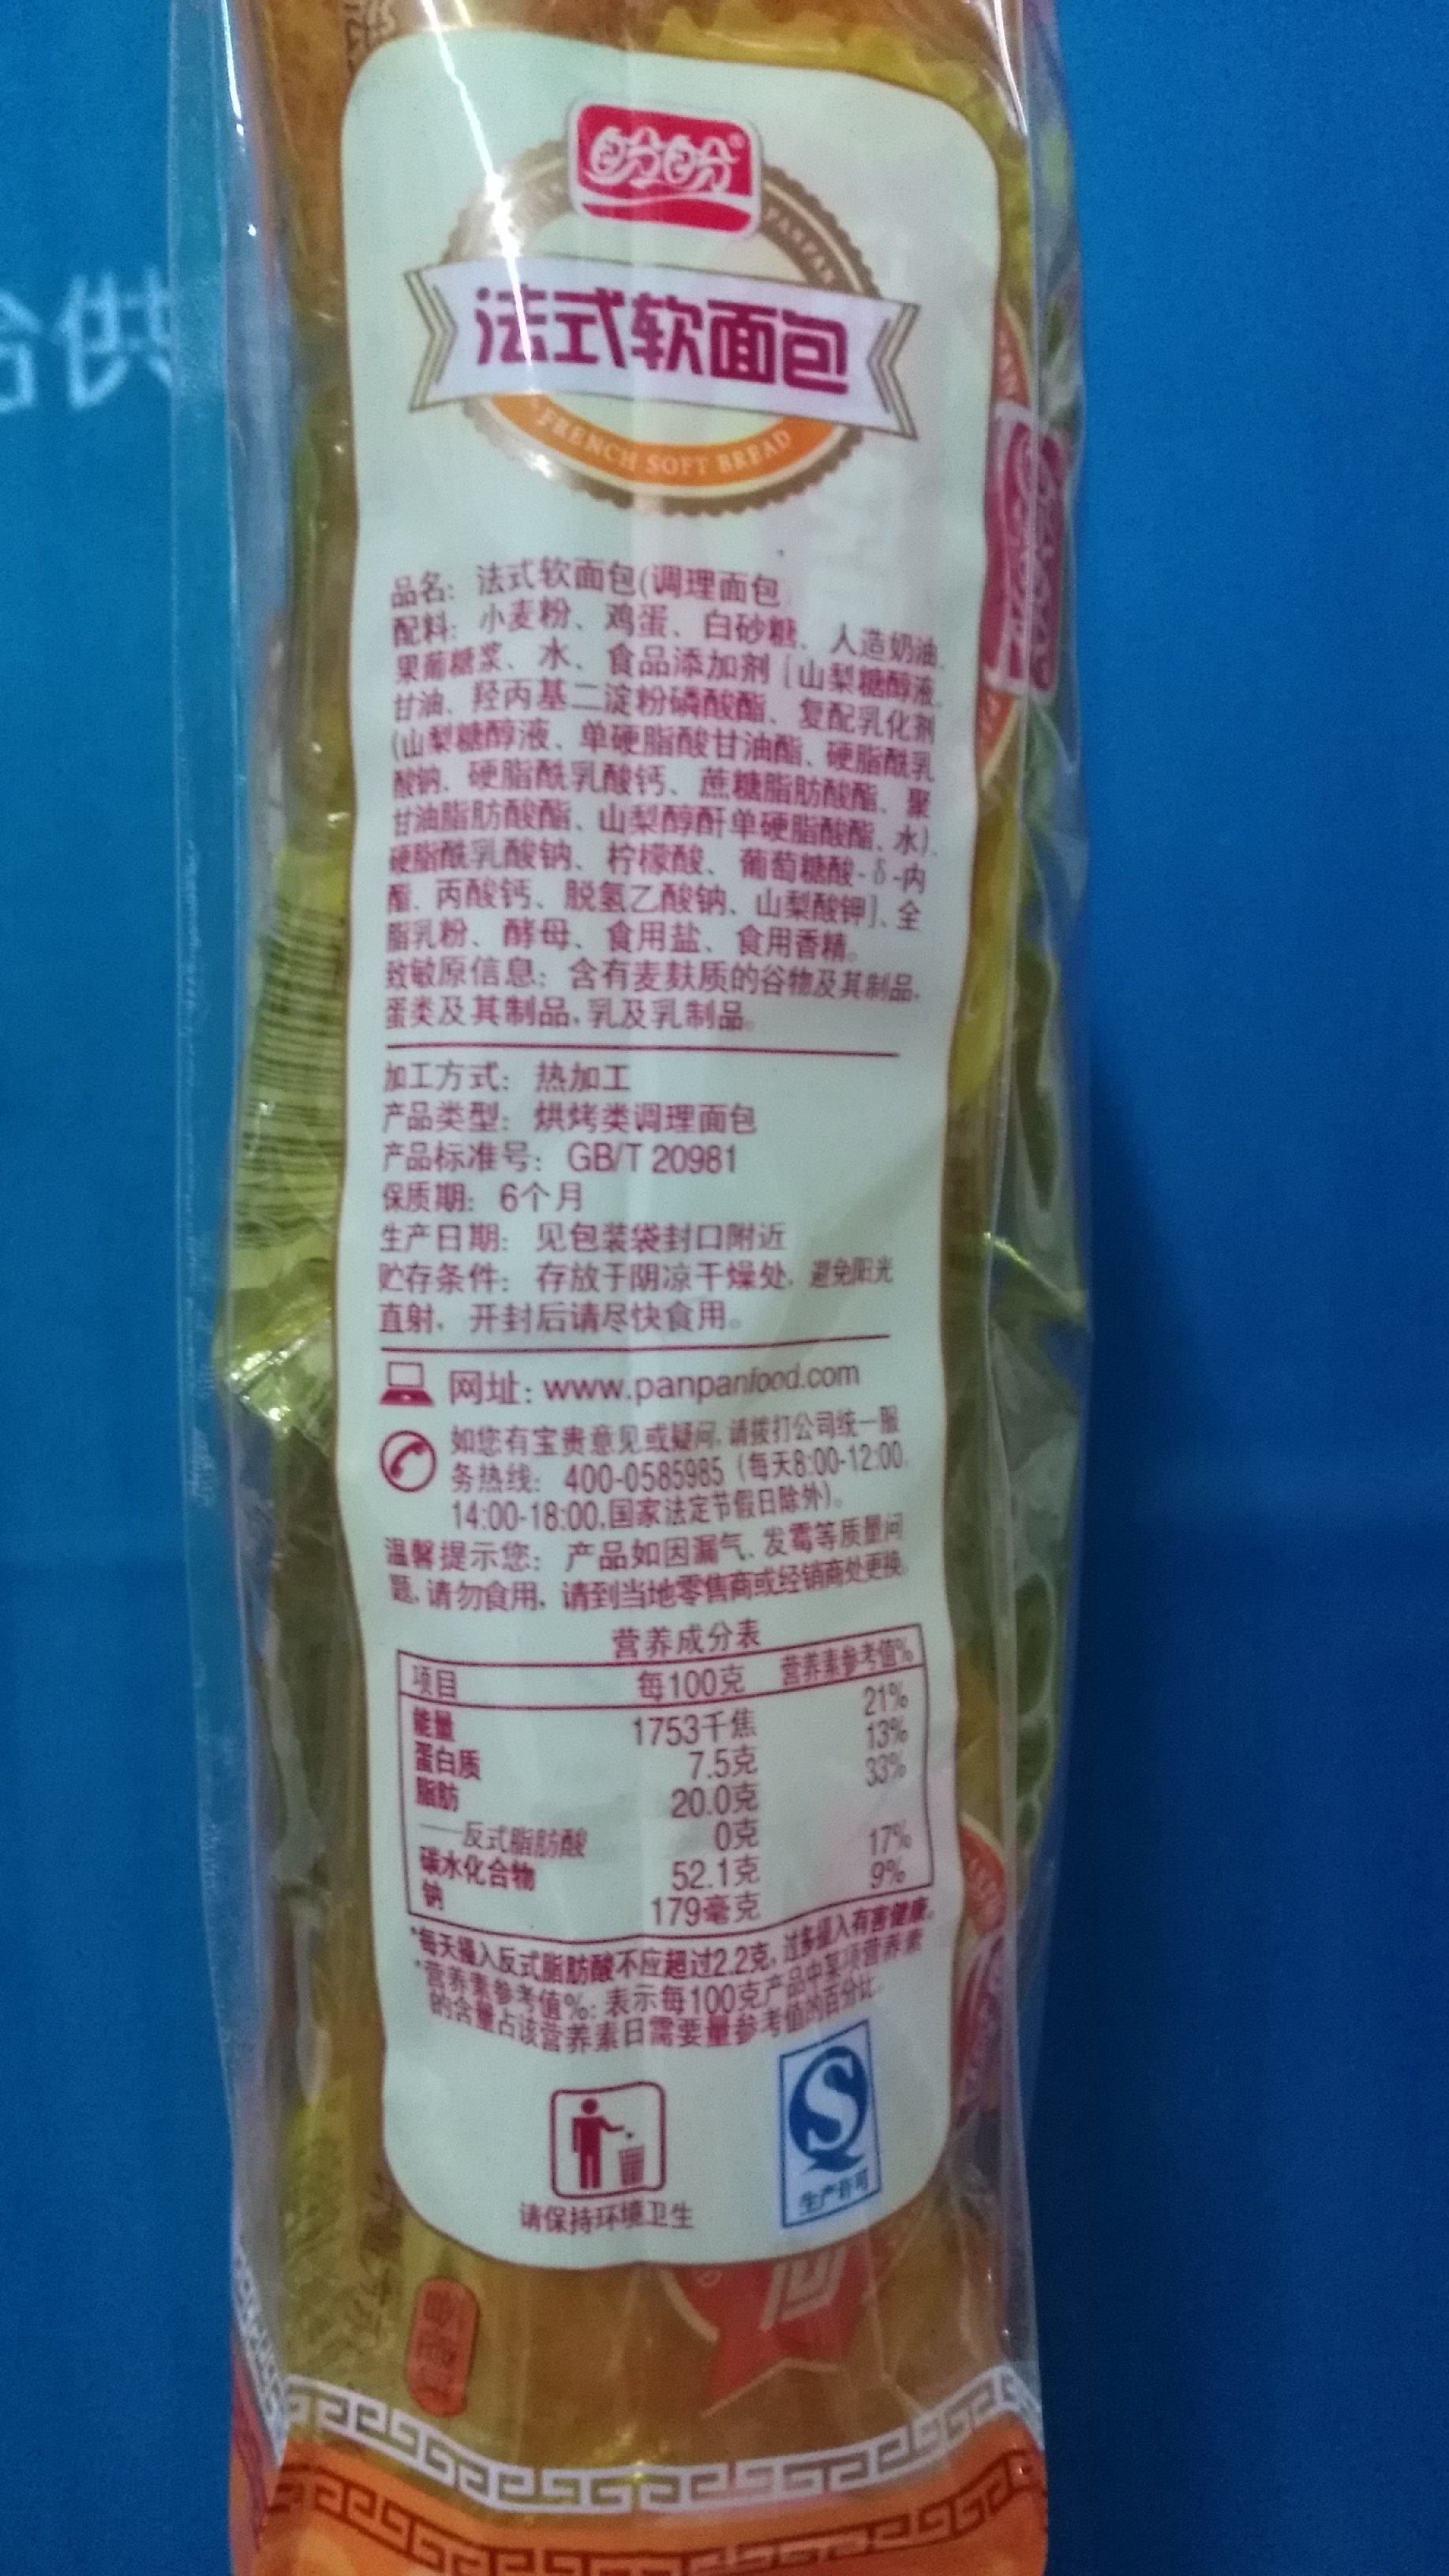 给供
盼盼®
PANPAN
法式软面包
FRENCH SOFT BREAD
品名：法式软面包(调理面包)
配料：小麦粉、鸡蛋、白砂糖、人造奶油、
果葡糖浆、水、食品添加剂［山梨糖醇液、
甘油、羟丙基二淀粉磷酸酯、复配乳化剂
(山梨糖醇液、单硬脂酸甘油酯、硬脂酰乳
酸钠、硬脂酰乳酸钙、蔗糖脂肪酸酯、聚
甘油脂肪酸酯、山梨醇酐单硬脂酸酯、水)、
硬脂酰乳酸钠、柠檬酸、葡萄糖酸-δ-内
酯、丙酸钙、脱氢乙酸钠、山梨酸钾］、全
脂乳粉、酵母、食用盐、食用香精。
致敏原信息：含有麦麸质的谷物及其制品，
蛋类及其制品，乳及乳制品。
加工方式：热加工
产品类型：烘烤类调理面包
产品标准号：GB/T 20981
保质期：6个月
生产日期：见包装袋封口附近
贮存条件：存放于阴凉干燥处，避免阳光
直射，开封后请尽快食用。
网址：www.panpanfood.com
如您有宝贵意见或疑问，请拨打公司统一服
务热线：400-0585985（每天8:00-12:00，
14:00-18:00，国家法定节假日除外）。
温馨提示您：产品如因漏气、发霉等质量问
题，请勿食用，请到当地零售商或经销商处更换。
营养成分表
项目 每100克 营养素参考值%
能量 1753千焦 21%
蛋白质 7.5克 13%
脂肪 20.0克 33%
——反式脂肪酸 0克
碳水化合物 52.1克 17%
钠 179毫克 9%
*每天摄入反式脂肪酸不应超过2.2克，过多摄入有害健康。
*营养素参考值%：表示每100克产品中某项营养素
的含量占该营养素日需要量参考值的百分比。
请保持环境卫生
生产许可